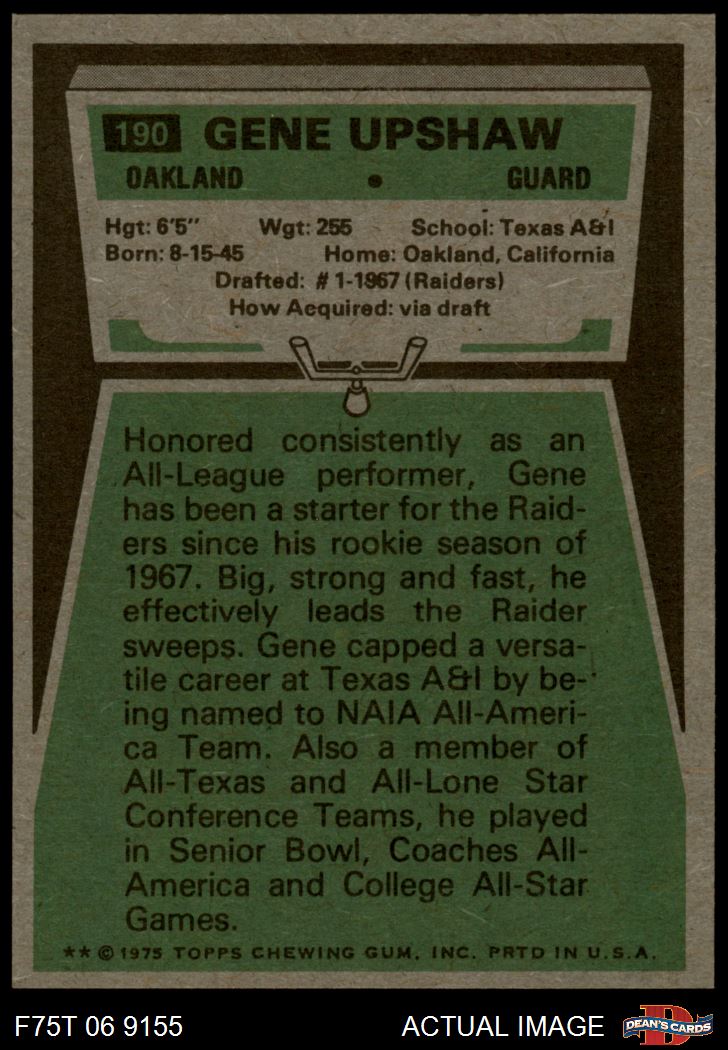 190 GENE UPSHAW
OAKLAND • GUARD
Hgt: 6'5" Wgt: 255 School: Texas A&I
Born: 8-15-45 Home: Oakland, California
Drafted: # 1-1967 (Raiders)
How Acquired: via draft
Honored consistently as an
All-League performer, Gene
has been a starter for the Raid-
ers since his rookie season of
1967. Big, strong and fast, he
effectively leads the Raider
sweeps. Gene capped a versa-
tile career at Texas A&I by be-
ing named to NAIA All-Ameri-
ca Team. Also a member of
All-Texas and All-Lone Star
Conference Teams, he played
in Senior Bowl, Coaches All-
America and College All-Star
Games.
** © 1975 TOPPS CHEWING GUM, INC. PRTD IN U.S.A.
F75T 06 9155 ACTUAL IMAGE D DEAN'S CARDS